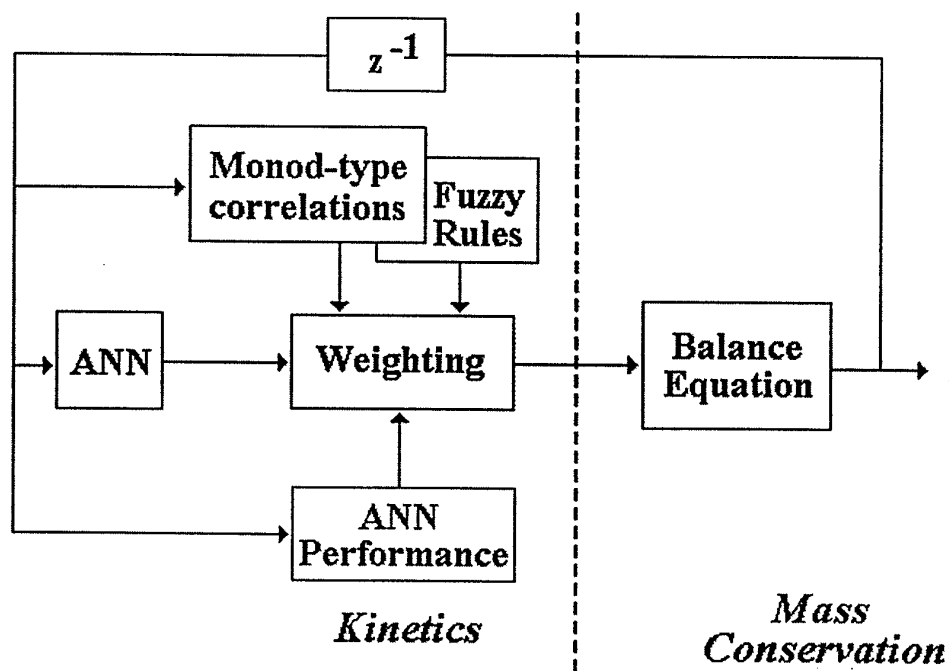 z⁻¹
Monod-type
correlations
Fuzzy
Rules
ANN
Weighting
Balance
Equation
ANN
Performance
Kinetics
Mass
Conservation